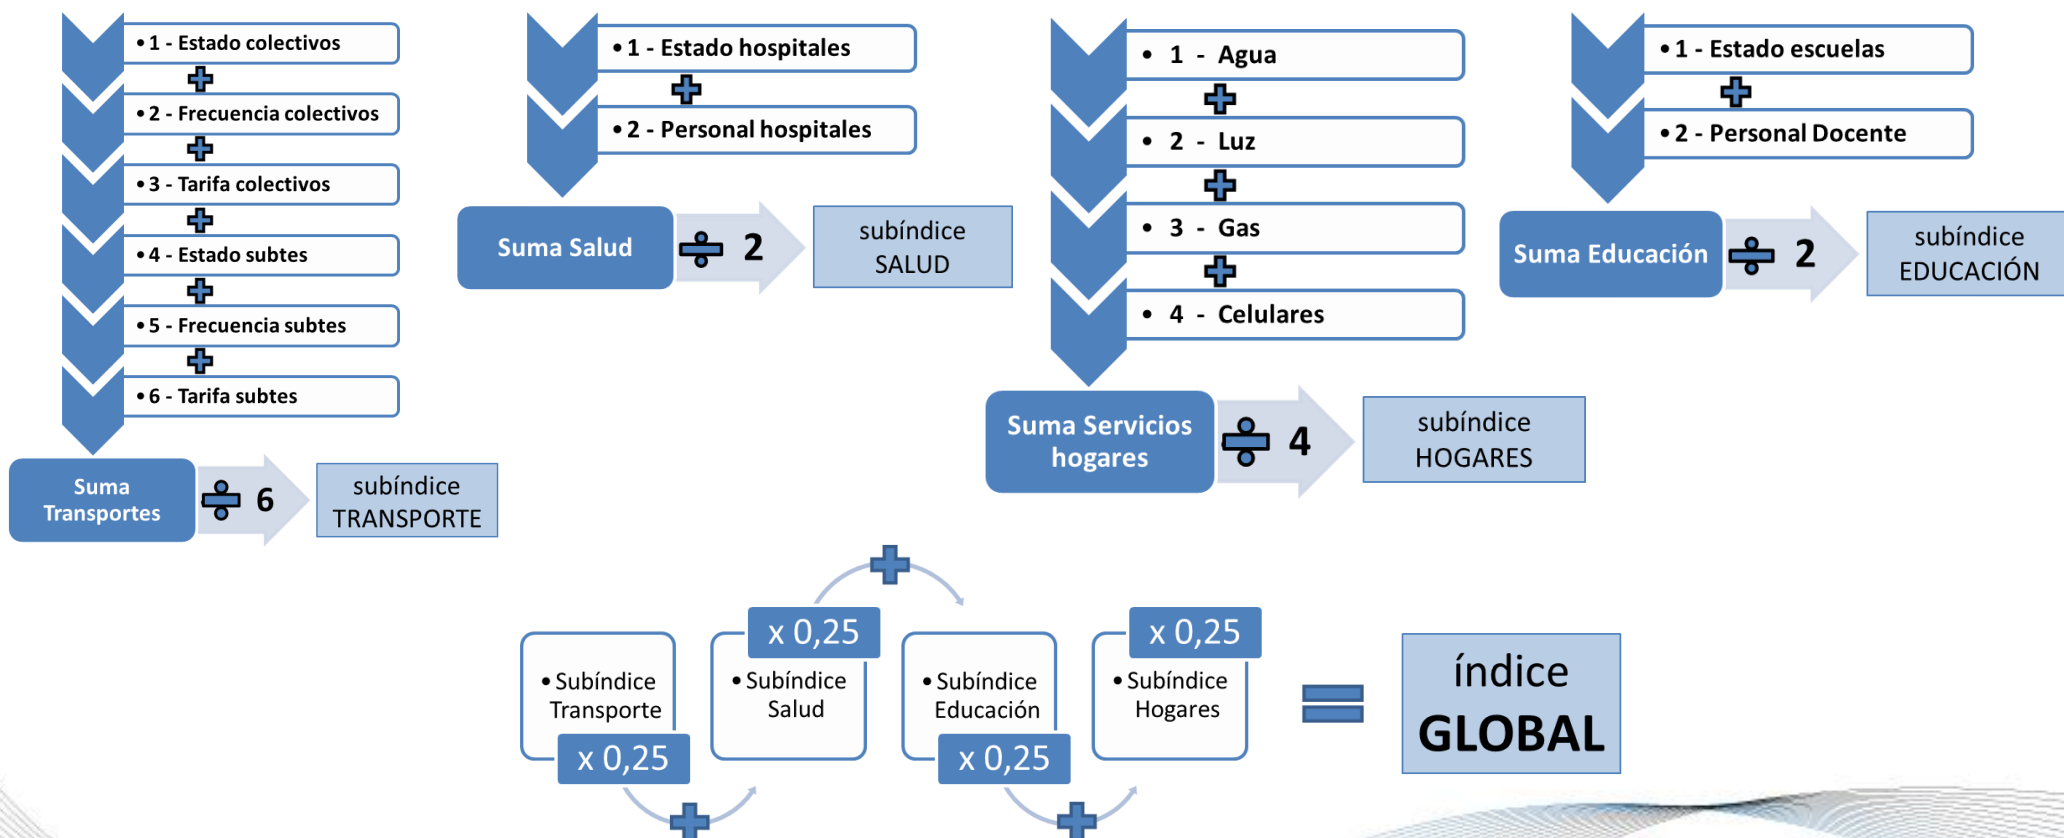 • 1 - Estado colectivos
• 2 - Frecuencia colectivos
• 3 - Tarifa colectivos
• 4 - Estado subtes
• 5 - Frecuencia subtes
• 6 - Tarifa subtes
Suma
Transportes
6
subíndice
TRANSPORTE
• 1 - Estado hospitales
• 2 - Personal hospitales
Suma Salud
2
subíndice
SALUD
• 1 - Agua
• 2 - Luz
• 3 - Gas
• 4 - Celulares
Suma Servicios
hogares
4
subíndice
HOGARES
• 1 - Estado escuelas
• 2 - Personal Docente
Suma Educación
2
subíndice
EDUCACIÓN
• Subíndice
Transporte
x 0,25
x 0,25
• Subíndice
Salud
• Subíndice
Educación
x 0,25
x 0,25
• Subíndice
Hogares
índice
GLOBAL